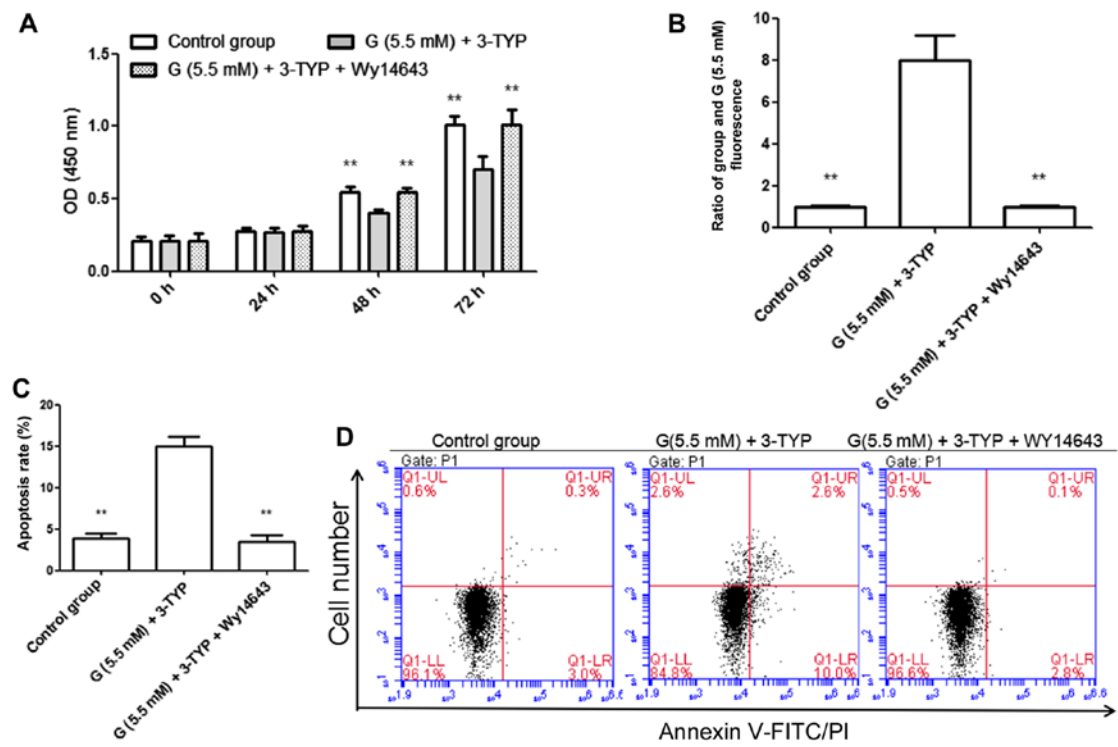 A
Control group
G (5.5 mM) + 3-TYP
G (5.5 mM) + 3-TYP + Wy14643
OD (450 nm)
1.5
1.0
0.5
0.0
**
**
**
**
0 h
24 h
48 h
72 h
B
Ratio of group and G (5.5 mM)
fluorescence
10
8
6
4
2
0
**
**
Control group
G (5.5 mM) + 3-TYP
G (5.5 mM) + 3-TYP + Wy14643
C
Apoptosis rate (%)
20
15
10
5
0
**
**
Control group
G (5.5 mM) + 3-TYP
G (5.5 mM) + 3-TYP + Wy14643
D
Control group
G(5.5 mM) + 3-TYP
G(5.5 mM) + 3-TYP + WY14643
Cell number
Gate: P1
Q1-UL
0.6%
Q1-UR
0.3%
Q1-LL
96.1%
Q1-LR
3.0%
Gate: P1
Q1-UL
2.6%
Q1-UR
2.6%
Q1-LL
84.8%
Q1-LR
10.0%
Gate: P1
Q1-UL
0.5%
Q1-UR
0.1%
Q1-LL
96.6%
Q1-LR
2.8%
Annexin V-FITC/PI